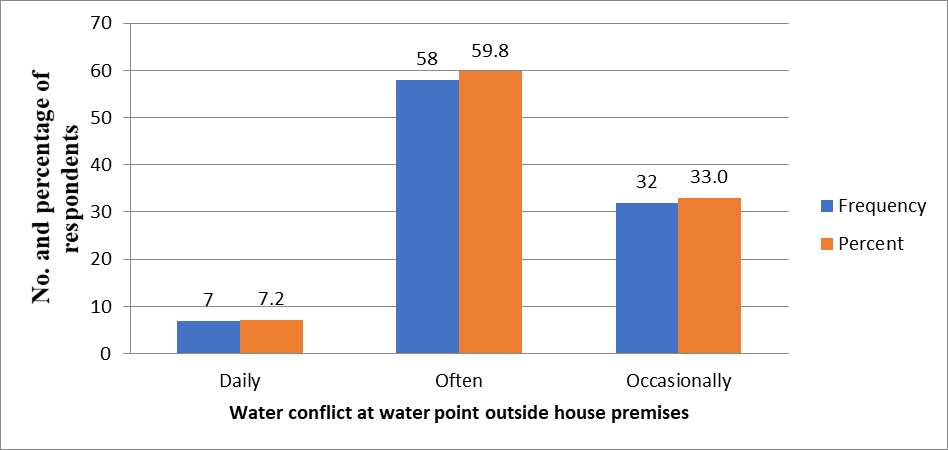 70
60
50
40
30
20
10
0
No. and percentage of
respondents
7
7.2
58
59.8
32
33.0
Daily
Often
Occasionally
Water conflict at water point outside house premises
Frequency
Percent